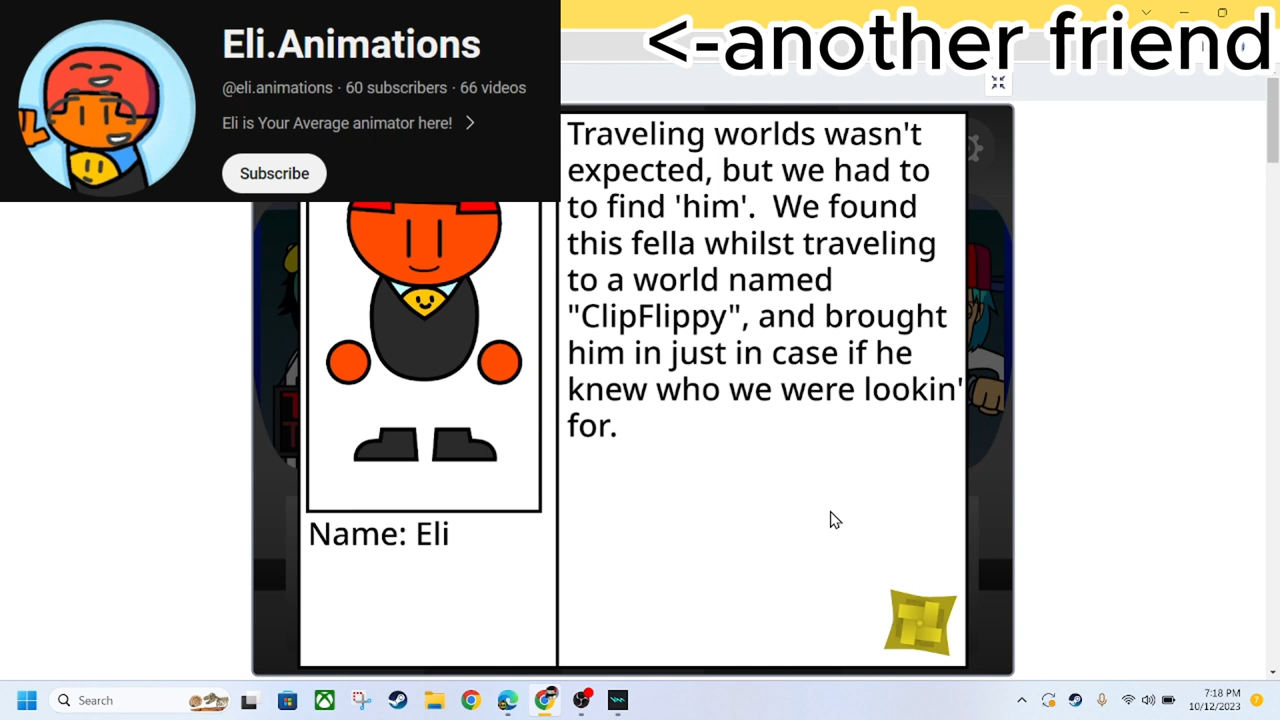 Eli.Animations
@eli.animations · 60 subscribers · 66 videos
Eli is Your Average animator here!
Subscribe
<-another friend
Traveling worlds wasn't
expected, but we had to
to find 'him'.  We found
this fella whilst traveling
to a world named
"ClipFlippy", and brought
him in just in case if he
knew who we were lookin'
for.
Name: Eli
Search
7:18 PM
10/12/2023